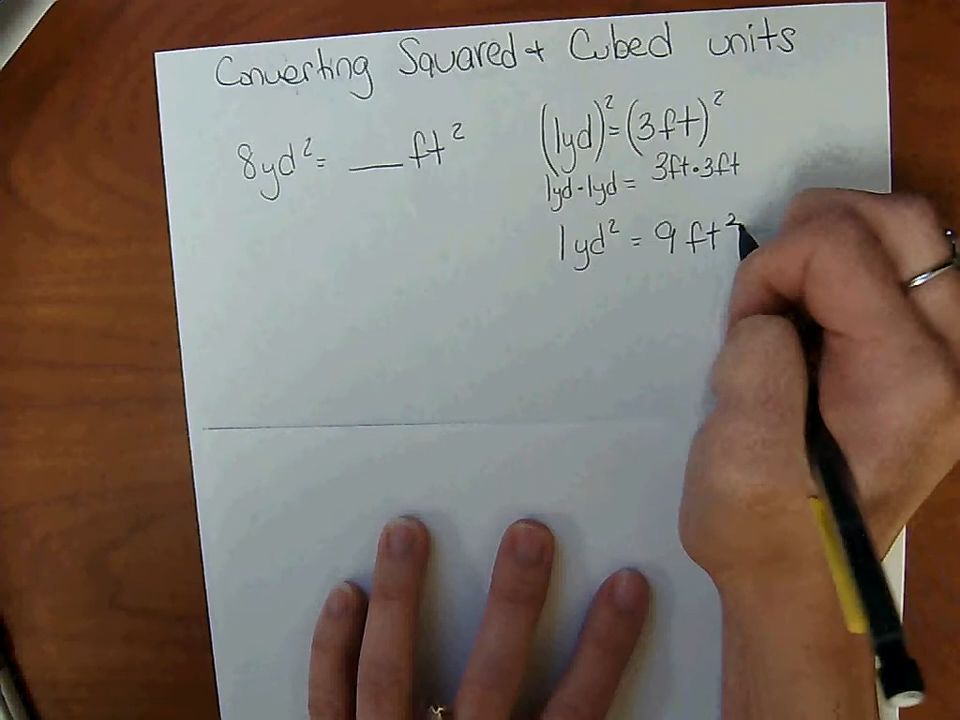 Converting Squared + Cubed units
8yd² = ___ ft²
(1yd)² = (3ft)²
1yd · 1yd = 3ft · 3ft
1yd² = 9ft²